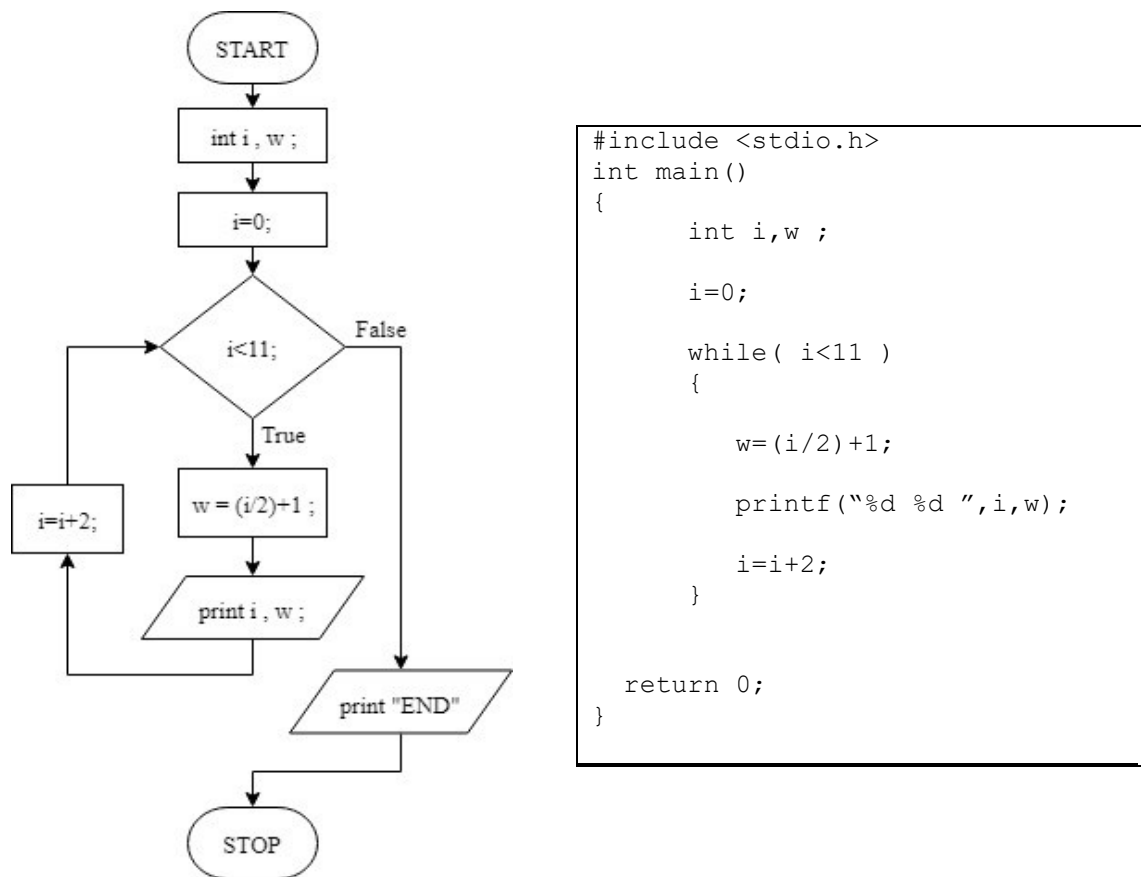 START
int i , w ;
i=0;
i<11;
False
True
w = (i/2)+1 ;
i=i+2;
print i , w ;
print "END"
STOP
#include <stdio.h>
int main()
{
int i,w ;
i=0;
while( i<11 )
{
w=(i/2)+1;
printf(“%d %d ”,i,w);
i=i+2;
}
return 0;
}